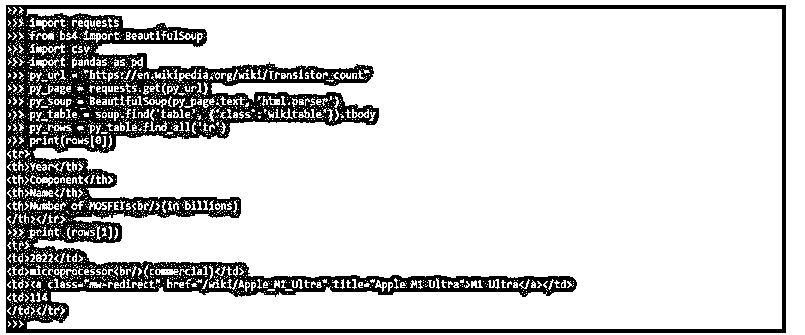 >>>
>>> import requests
>>> from bs4 import BeautifulSoup
>>> import csv
>>> import pandas as pd
>>> py_url = "https://en.wikipedia.org/wiki/Transistor_count"
>>> py_page = requests.get(py_url)
>>> py_soup = BeautifulSoup(py_page.text, "html.parser")
>>> py_table = soup.find("table", {"class": "wikitable"}).tbody
>>> py_rows = py_table.find_all("tr")
>>> print(rows[0])
<tr>
<th>Year</th>
<th>Component</th>
<th>Name</th>
<th>Number of MOSFETs<br/>(in billions)
</th></tr>
>>> print (rows[1])
<tr>
<td>2022</td>
<td>microprocessor<br/>(commercial)</td>
<td><a class="mw-redirect" href="/wiki/Apple_M1_Ultra" title="Apple M1 Ultra">M1 Ultra</a></td>
<td>114
</td></tr>
>>>